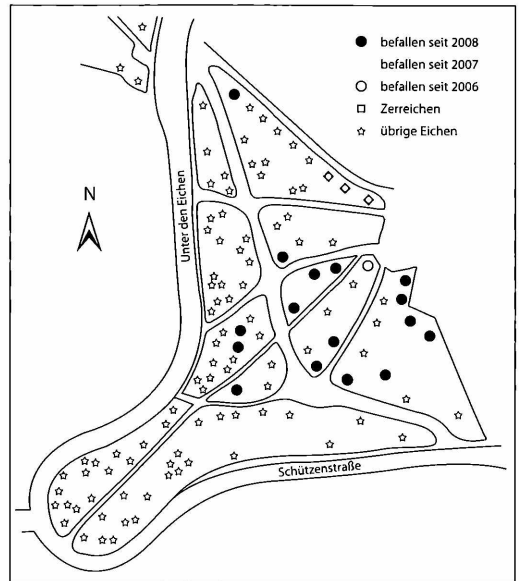 befallen seit 2008
befallen seit 2007
befallen seit 2006
Zerreichen
übrige Eichen
N
Unter den Eichen
Schützenstraße